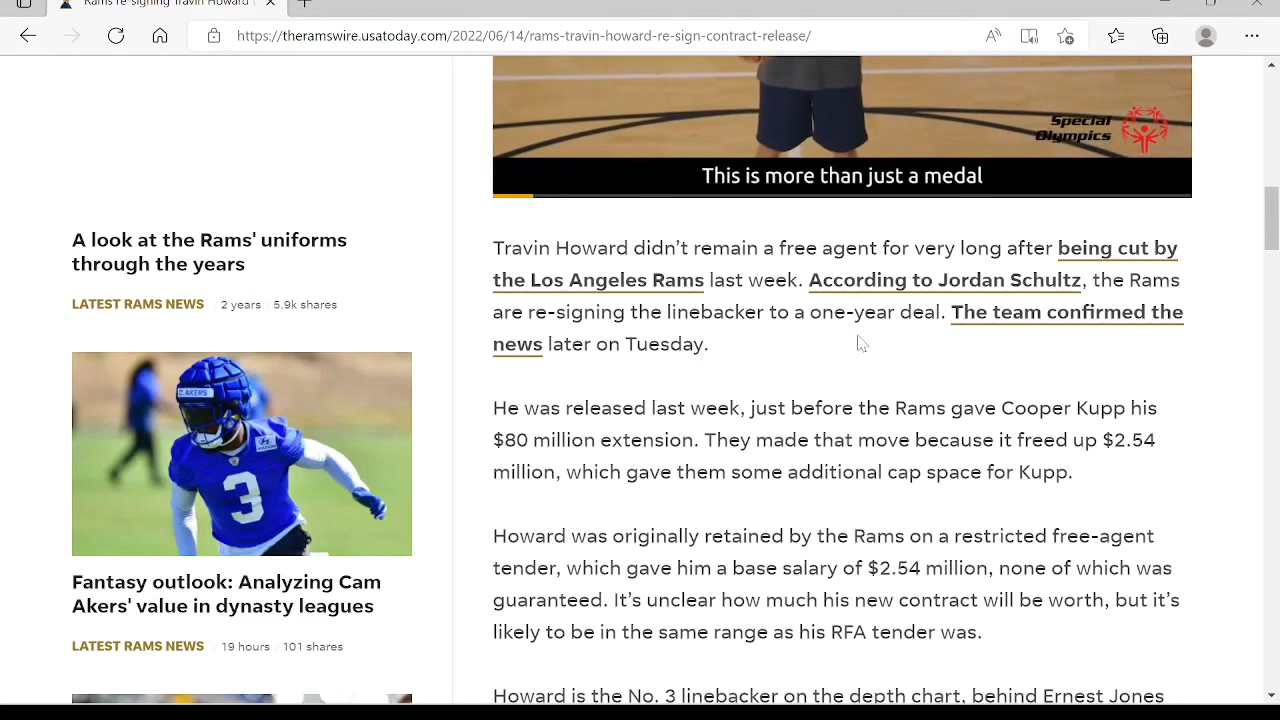 Rams re-signing Travin Howard
https://theramswire.usatoday.com/2022/06/14/rams-travin-howard-re-sign-contract-release/
Special
Olympics
This is more than just a medal
A look at the Rams' uniforms
through the years
LATEST RAMS NEWS / 2 years / 5.9k shares
C. AKERS
HYUNDAI
3
Fantasy outlook: Analyzing Cam
Akers' value in dynasty leagues
LATEST RAMS NEWS / 19 hours / 101 shares
Travin Howard didn’t remain a free agent for very long after being cut by
the Los Angeles Rams last week. According to Jordan Schultz, the Rams
are re-signing the linebacker to a one-year deal. The team confirmed the
news later on Tuesday.
He was released last week, just before the Rams gave Cooper Kupp his
$80 million extension. They made that move because it freed up $2.54
million, which gave them some additional cap space for Kupp.
Howard was originally retained by the Rams on a restricted free-agent
tender, which gave him a base salary of $2.54 million, none of which was
guaranteed. It’s unclear how much his new contract will be worth, but it’s
likely to be in the same range as his RFA tender was.
Howard is the No. 3 linebacker on the depth chart, behind Ernest Jones